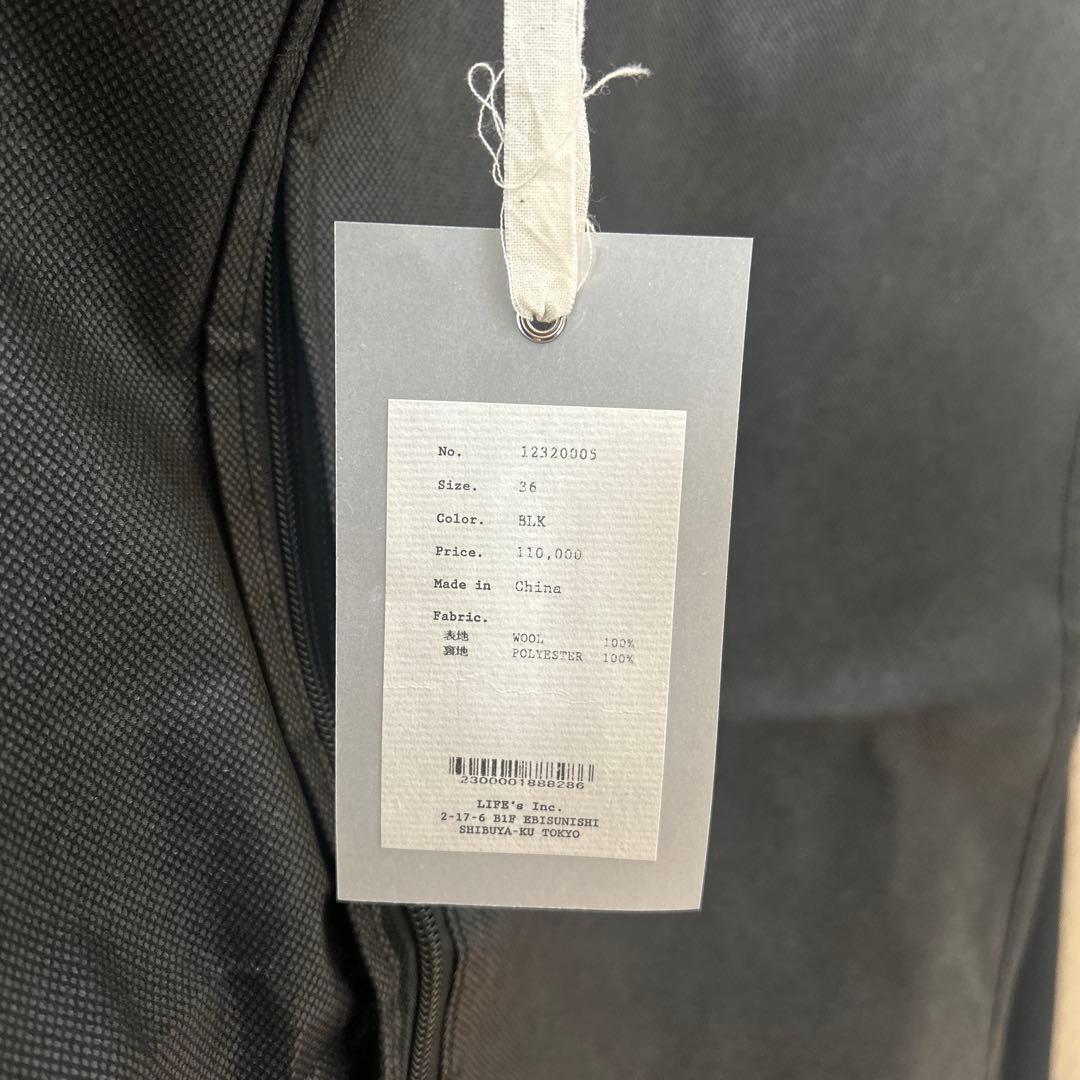 No. 12320005
Size. 36
Color. BLK
Price. 110,000
Made in China
Fabric.
表地 WOOL 100%
裏地 POLYESTER 100%
2300001888286
LIFE's Inc.
2-17-6 B1F EBISUNISHI
SHIBUYA-KU TOKYO